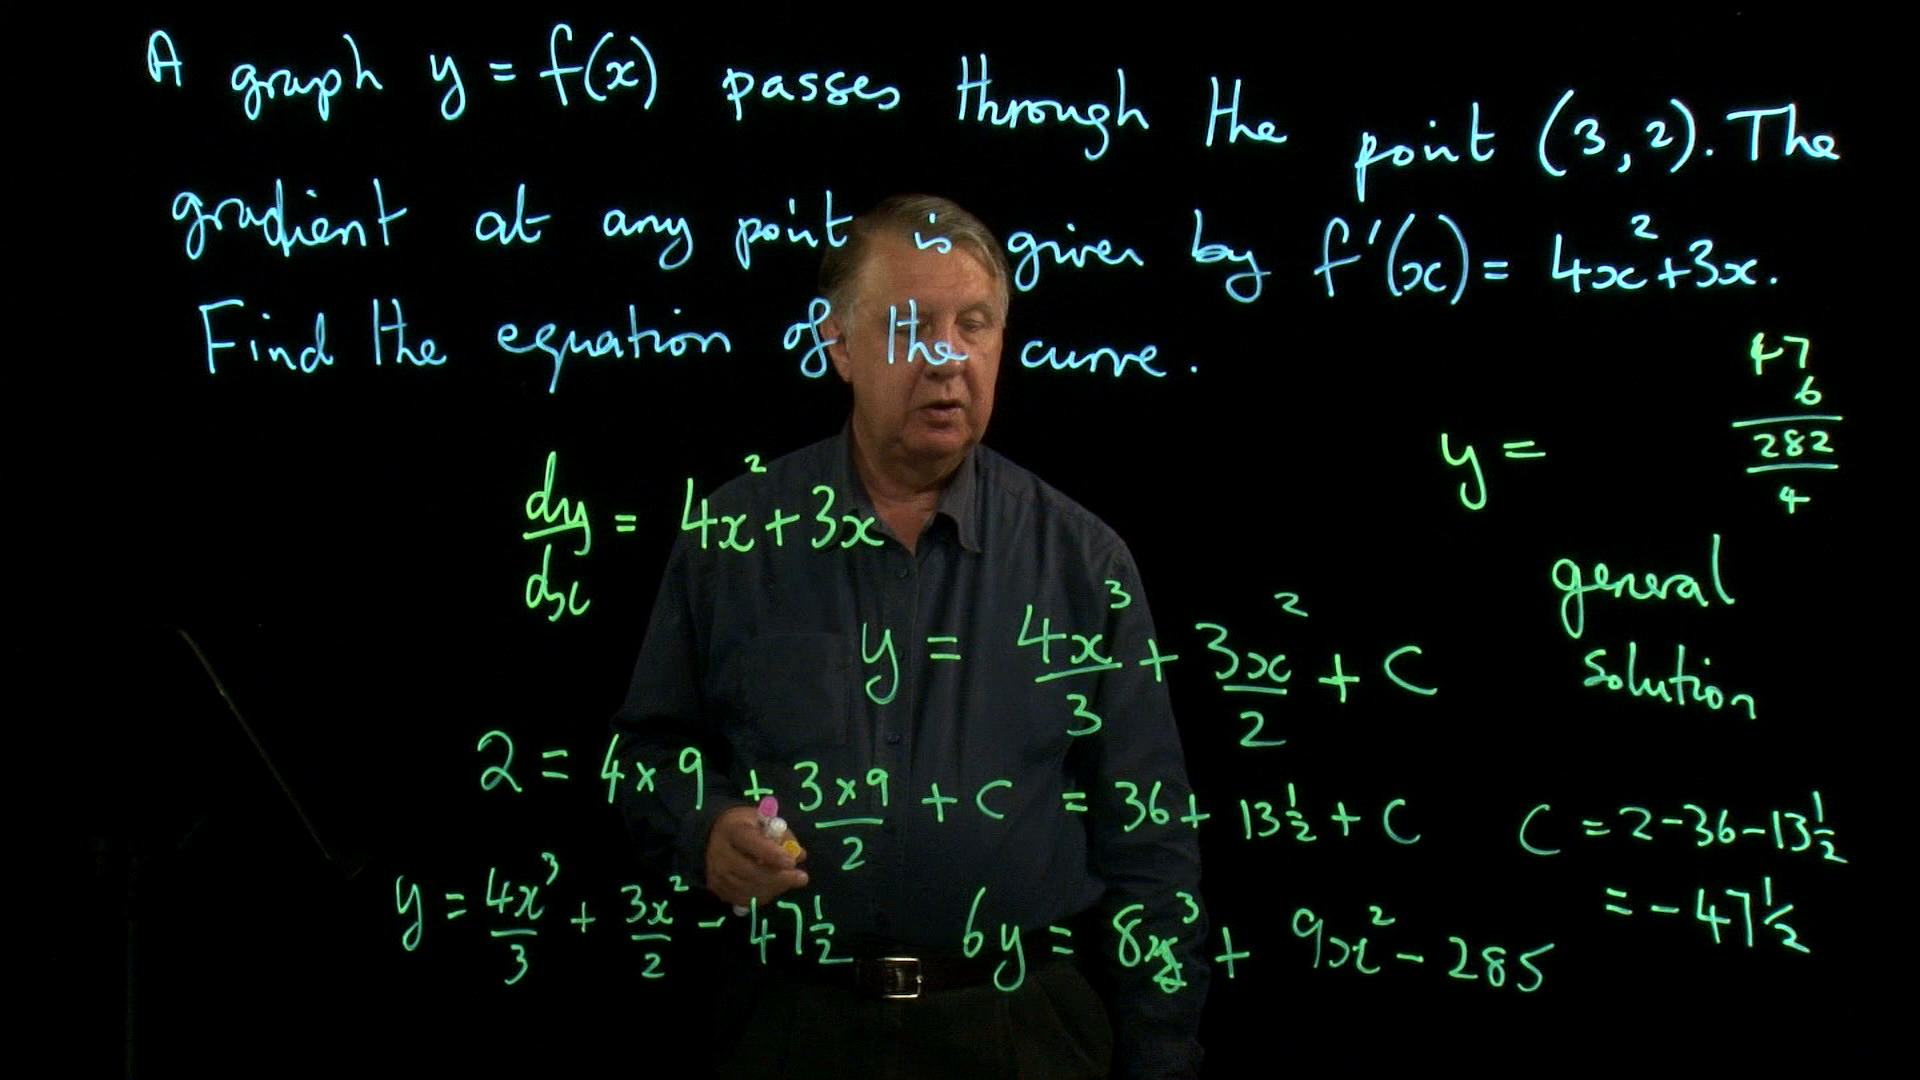 A graph y = f(x) passes through the point (3, 2). The
gradient at any point is given by f'(x) = 4x² + 3x.
Find the equation of the curve.
47
6
282
4
y =
dy/dx = 4x² + 3x
general
solution
y = 4x³/3 + 3x²/2 + C
2 = 4 × 9 + 3 × 9/2 + C = 36 + 13½ + C
C = 2 - 36 - 13½
= - 47½
y = 4x³/3 + 3x²/2 - 47½
6y = 8x³ + 9x² - 285